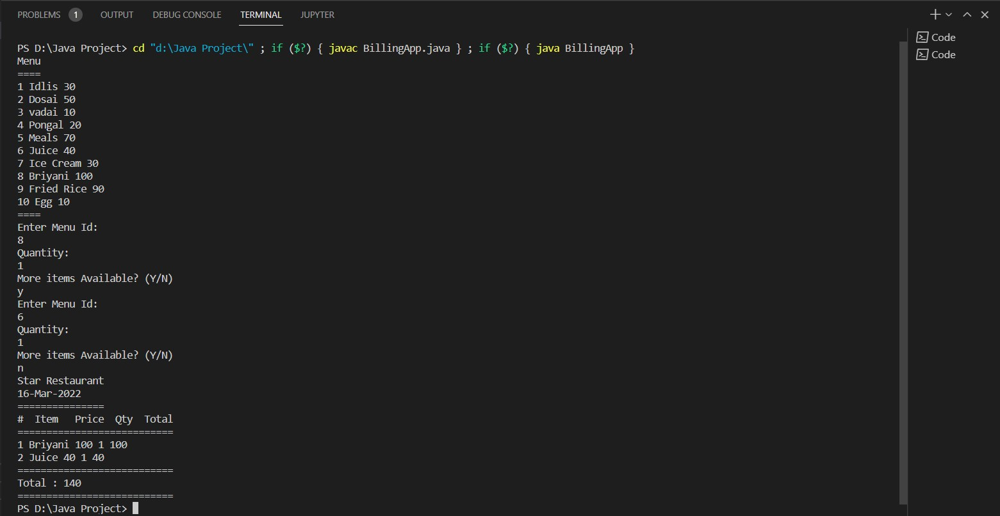 PROBLEMS 1 OUTPUT DEBUG CONSOLE TERMINAL JUPYTER
Code
Code
PS D:\Java Project> cd "d:\Java Project\" ; if ($?) { javac BillingApp.java } ; if ($?) { java BillingApp }
Menu
====
1 Idlis 30
2 Dosai 50
3 vadai 10
4 Pongal 20
5 Meals 70
6 Juice 40
7 Ice Cream 30
8 Briyani 100
9 Fried Rice 90
10 Egg 10
====
Enter Menu Id:
8
Quantity:
1
More items Available? (Y/N)
y
Enter Menu Id:
6
Quantity:
1
More items Available? (Y/N)
n
Star Restaurant
16-Mar-2022
===============
#  Item   Price  Qty  Total
===========================
1 Briyani 100 1 100
2 Juice 40 1 40
===========================
Total : 140
===========================
PS D:\Java Project>